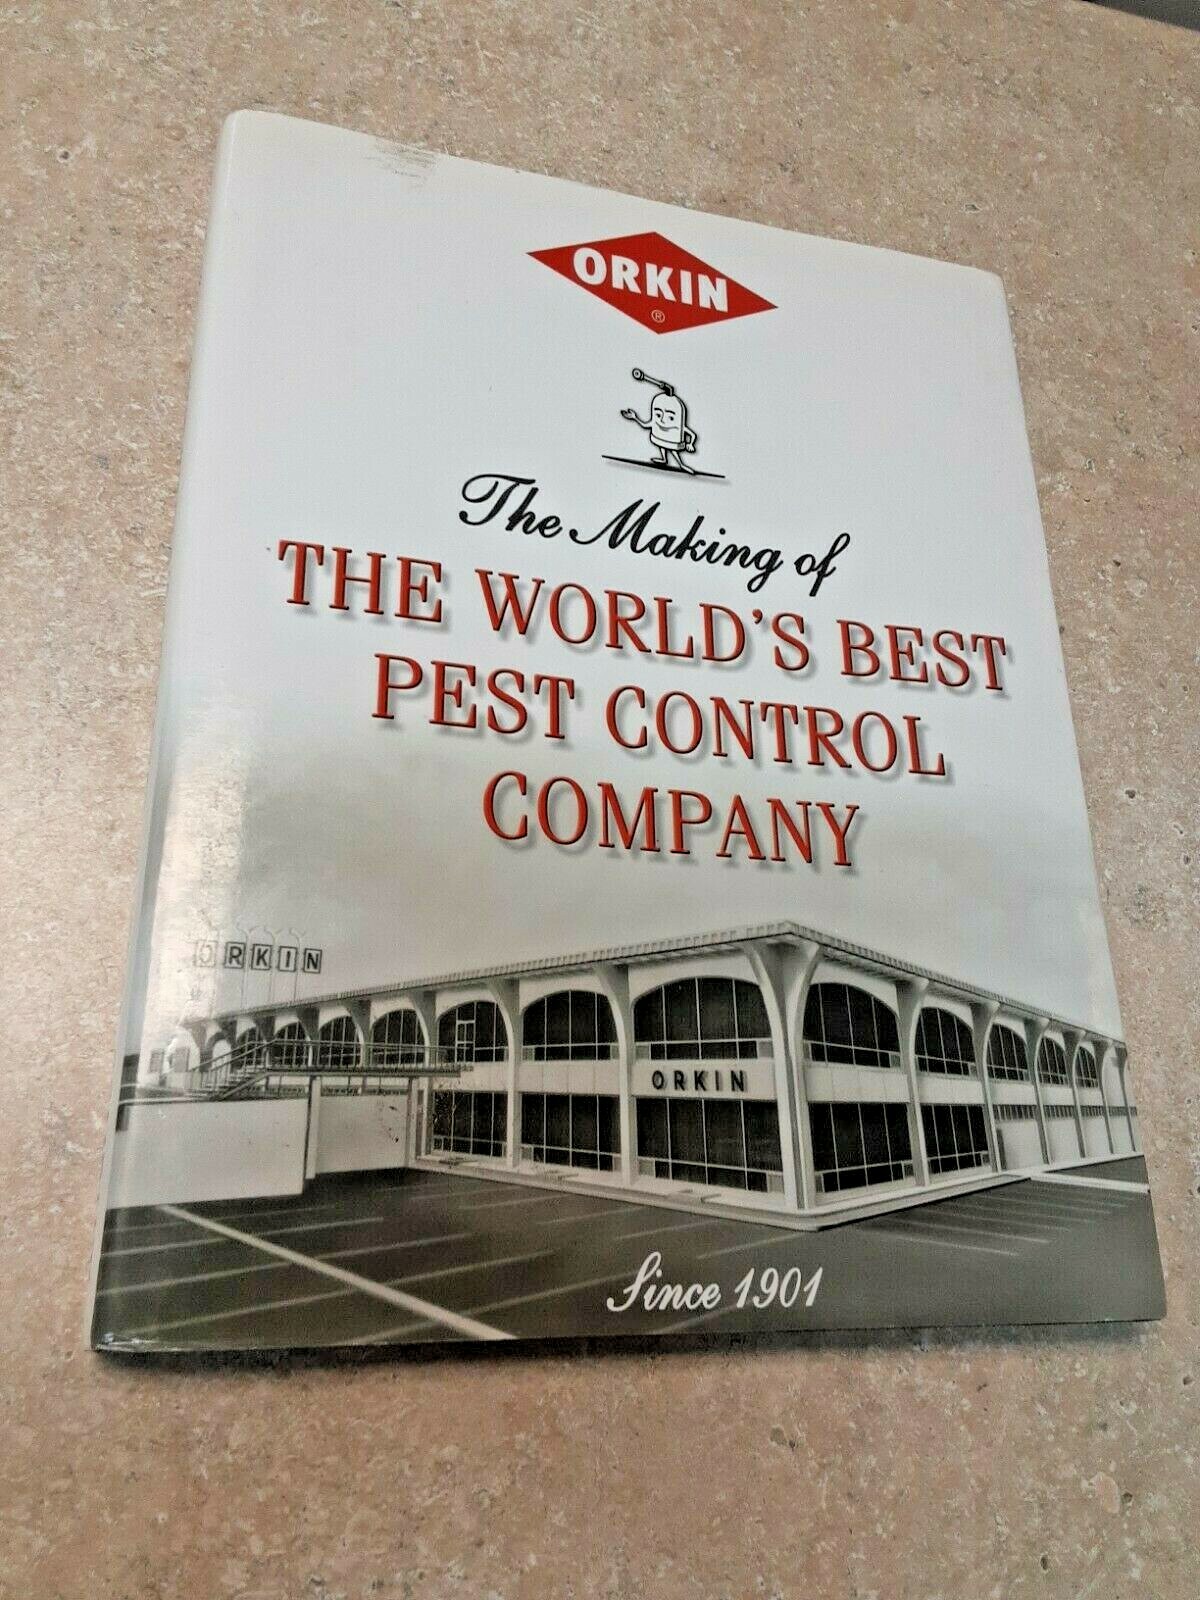 ORKIN
®
The Making of
THE WORLD'S BEST
PEST CONTROL
COMPANY
ORKIN
ORKIN
Since 1901